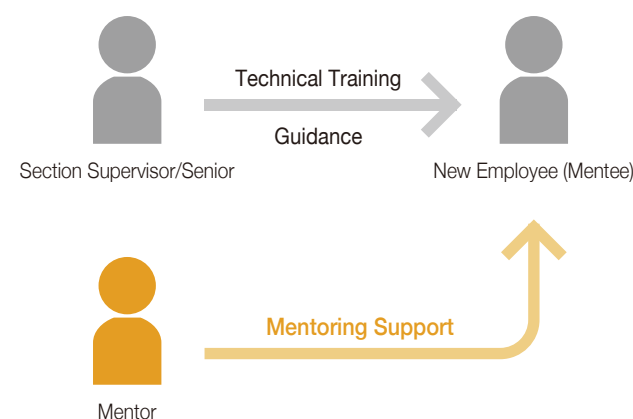 Technical Training
Guidance
Section Supervisor/Senior
New Employee (Mentee)
Mentoring Support
Mentor